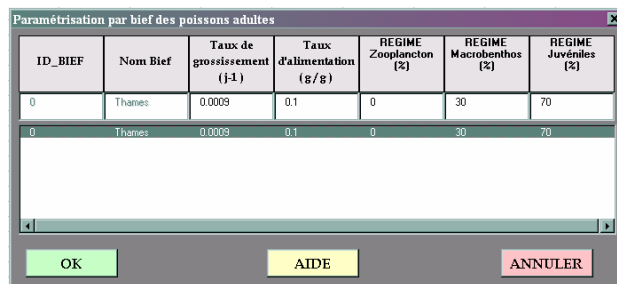 Paramétrisation par bief des poissons adultes
ID_BIEF Nom Bief Taux de grossissement (j-1) Taux d'alimentation (g/g) REGIME Zooplancton (%) REGIME Macrobenthos (%) REGIME Juvéniles (%)
0 Thames 0.0009 0.1 0 30 70
0 Thames 0.0009 0.1 0 30 70
OK AIDE ANNULER